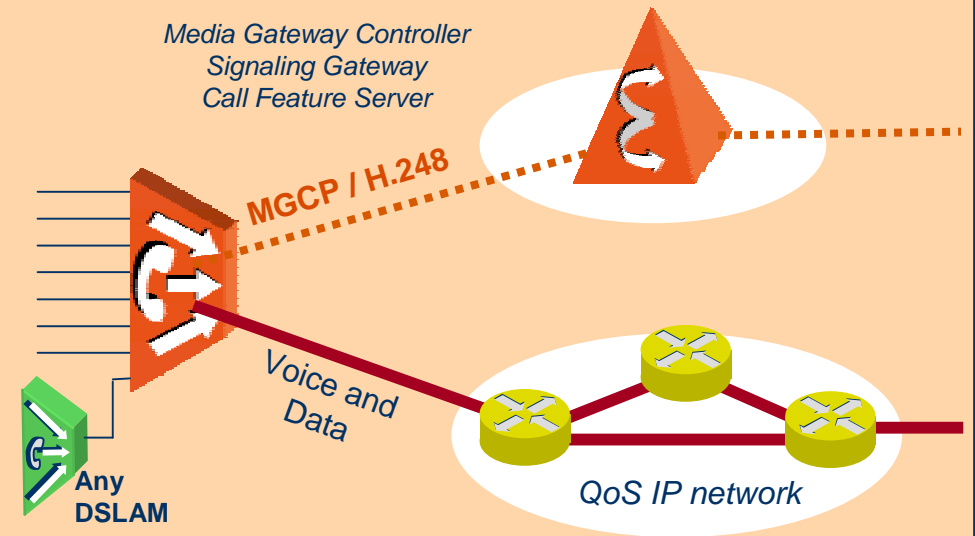 Media Gateway Controller
Signaling Gateway
Call Feature Server
MGCP / H.248
Voice and
Data
Any
DSLAM
QoS IP network